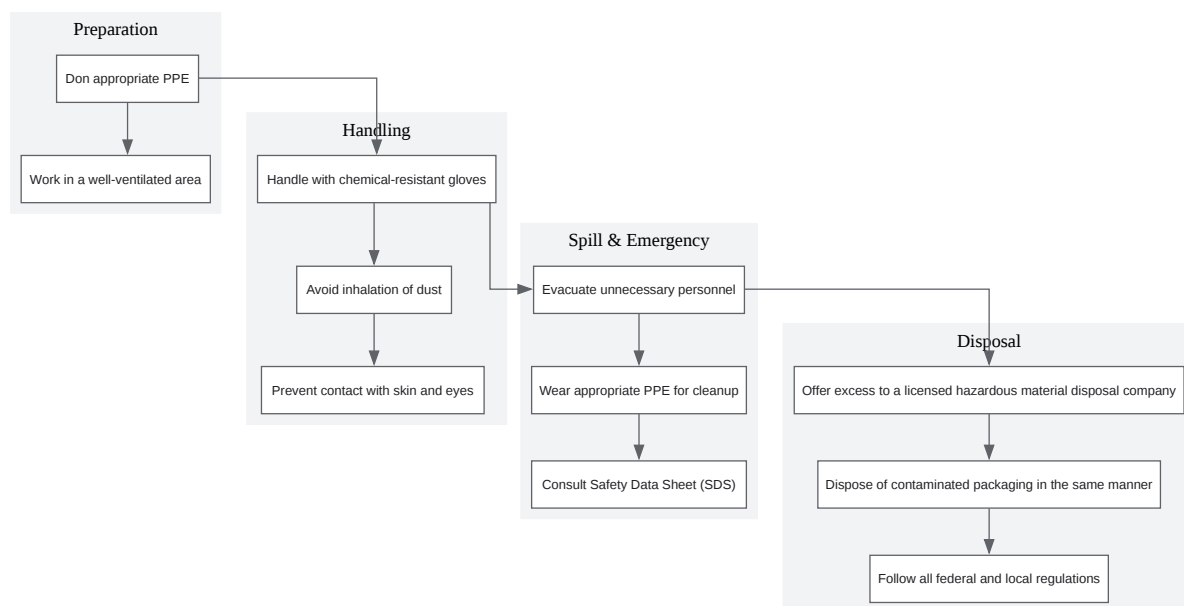 Preparation
Don appropriate PPE
Work in a well-ventilated area
Handling
Handle with chemical-resistant gloves
Avoid inhalation of dust
Prevent contact with skin and eyes
Spill & Emergency
Evacuate unnecessary personnel
Wear appropriate PPE for cleanup
Consult Safety Data Sheet (SDS)
Disposal
Offer excess to a licensed hazardous material disposal company
Dispose of contaminated packaging in the same manner
Follow all federal and local regulations